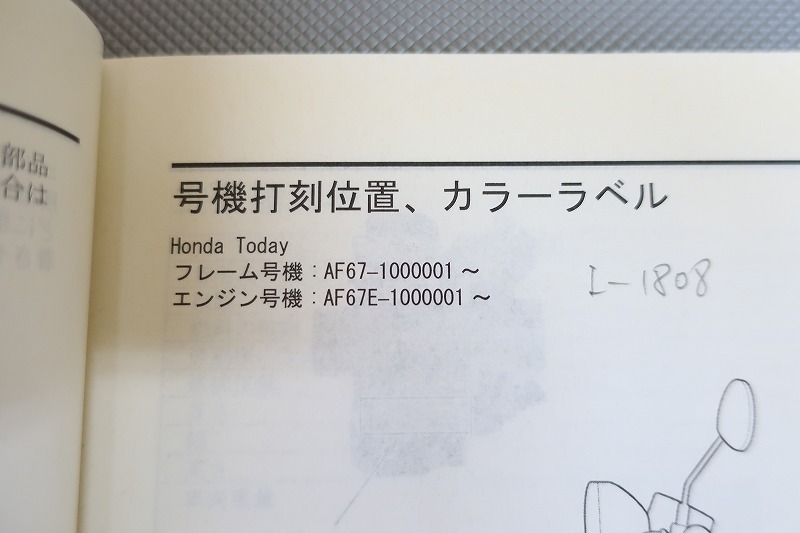 部品
合は
号機打刻位置、カラーラベル
Honda Today
フレーム号機：AF67–1000001～
エンジン号機：AF67E–1000001～
I-1808